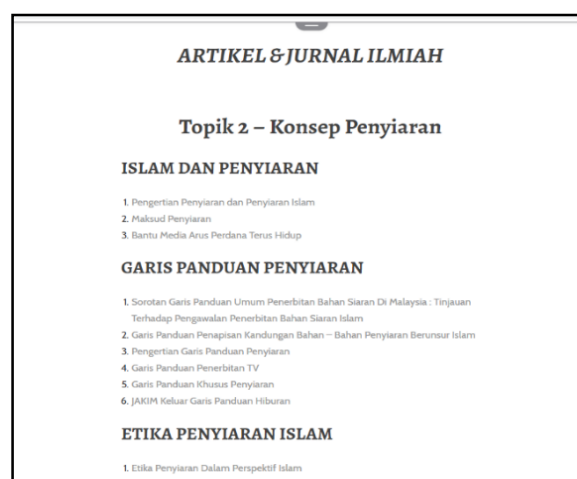 ARTIKEL & JURNAL ILMIAH
Topik 2 – Konsep Penyiaran
ISLAM DAN PENYIARAN
1. Pengertian Penyiaran dan Penyiaran Islam
2. Maksud Penyiaran
3. Bantu Media Arus Perdana Terus Hidup
GARIS PANDUAN PENYIARAN
1. Sorotan Garis Panduan Umum Penerbitan Bahan Siaran Di Malaysia : Tinjauan
Terhadap Pengawalan Penerbitan Bahan Siaran Islam
2. Garis Panduan Penapisan Kandungan Bahan – Bahan Penyiaran Berunsur Islam
3. Pengertian Garis Panduan Penyiaran
4. Garis Panduan Penerbitan TV
5. Garis Panduan Khusus Penyiaran
6. JAKIM Keluar Garis Panduan Hiburan
ETIKA PENYIARAN ISLAM
1. Etika Penyiaran Dalam Perspektif Islam